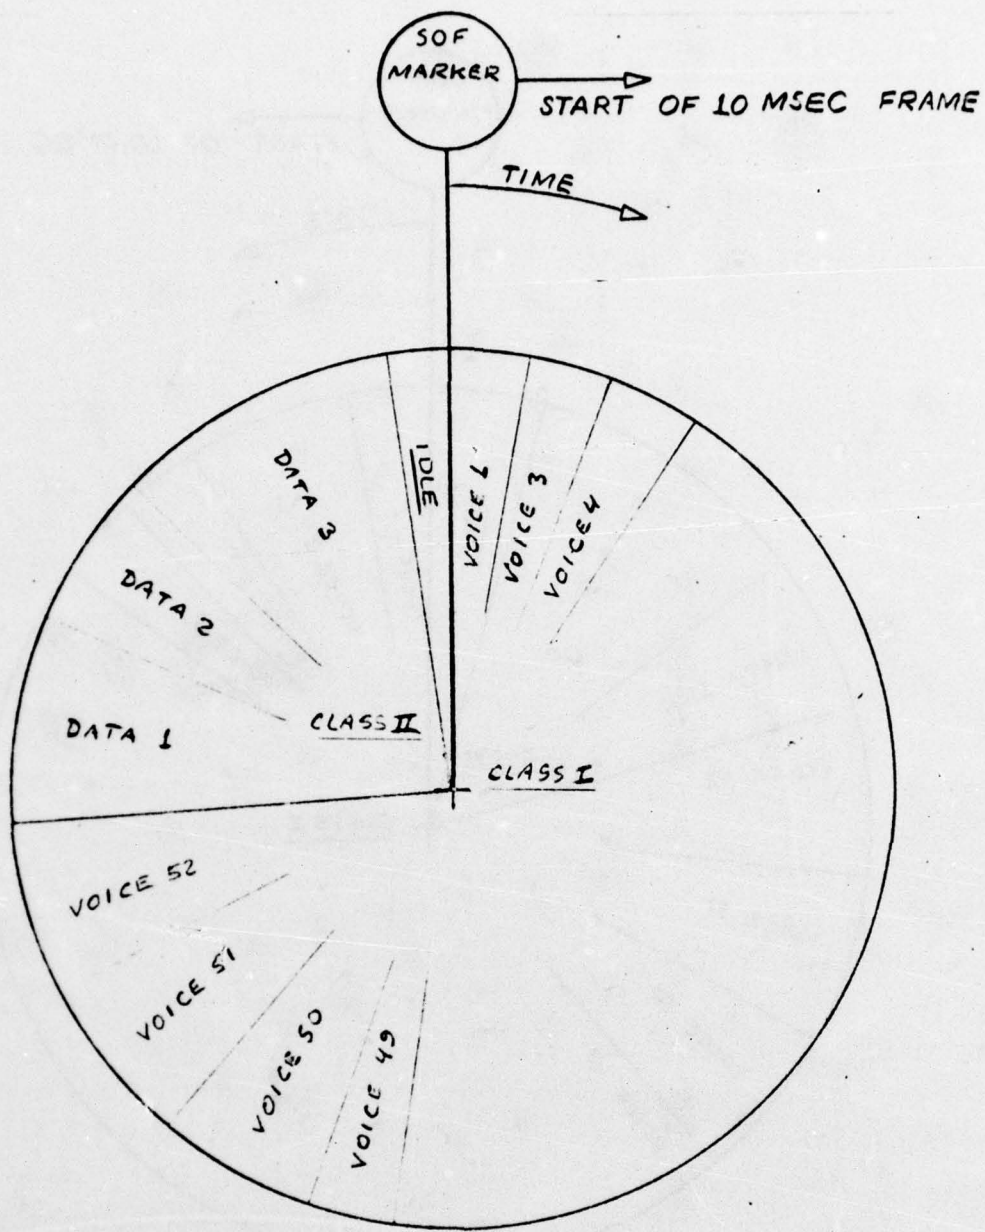 SOF
MARKER
START OF 10 MSEC FRAME
TIME
IDLE
VOICE
VOICE 3
VOICE 4
DATA 3
DATA 2
DATA 1
CLASS II
CLASS I
VOICE 52
VOICE 51
VOICE 50
VOICE 49